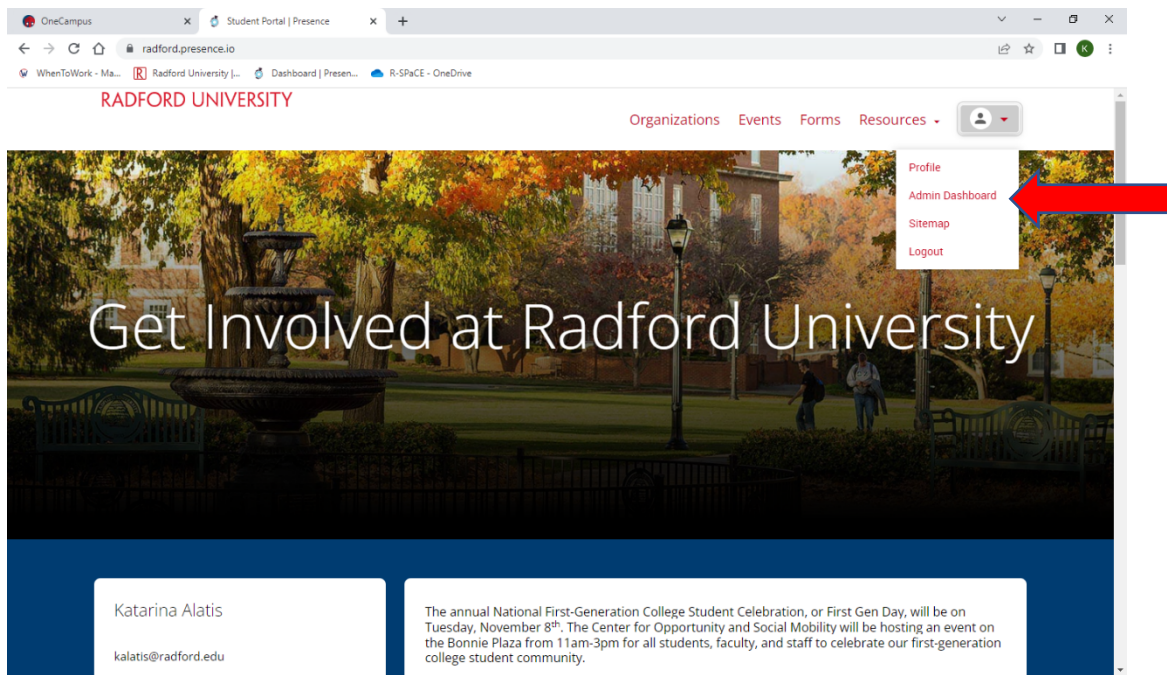 OneCampus
Student Portal | Presence
radford.presence.io
K
WhenToWork - Ma...
Radford University |...
Dashboard | Presen...
R-SPaCE - OneDrive
RADFORD UNIVERSITY
Organizations Events Forms Resources
Profile
Admin Dashboard
Sitemap
Logout
Get Involved at Radford University
Katarina Alatis
kalatis@radford.edu
The annual National First-Generation College Student Celebration, or First Gen Day, will be on
Tuesday, November 8th. The Center for Opportunity and Social Mobility will be hosting an event on
the Bonnie Plaza from 11am-3pm for all students, faculty, and staff to celebrate our first-generation
college student community.